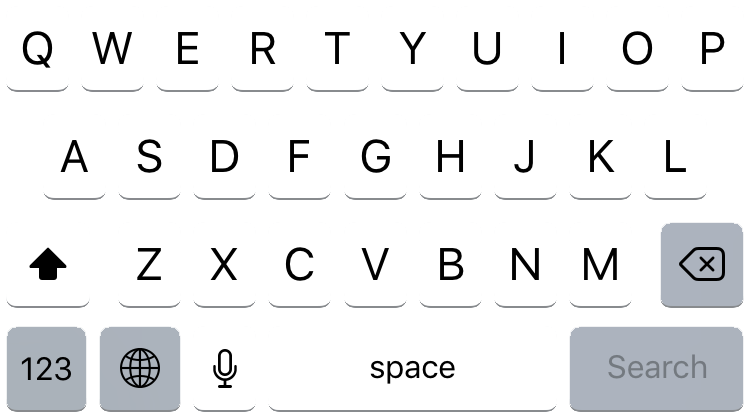 Q W E R T Y U I O P
A S D F G H J K L
Z X C V B N M
123 space Search